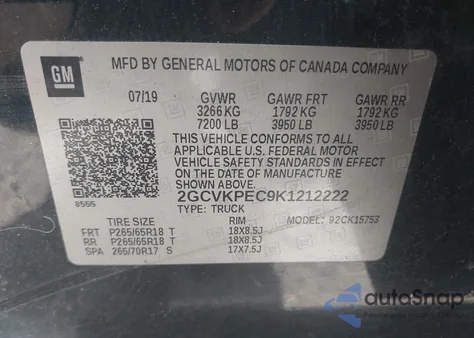 GM
MFD BY GENERAL MOTORS OF CANADA COMPANY
07/19 GVWR GAWR FRT GAWR RR
3266 KG 1792 KG 1792 KG
7200 LB 3950 LB 3950 LB
THIS VEHICLE CONFORMS TO ALL
APPLICABLE U.S. FEDERAL MOTOR
VEHICLE SAFETY STANDARDS IN EFFECT
ON THE DATE OF MANUFACTURE
SHOWN ABOVE.
8555
2GCVKPEC9K1212222
TYPE: TRUCK MODEL: 92CK15753
TIRE SIZE RIM
FRT P265/65R18 T 18X8.5J
RR P265/65R18 T 18X8.5J
SPA 265/70R17 S 17X7.5J
autoSnap